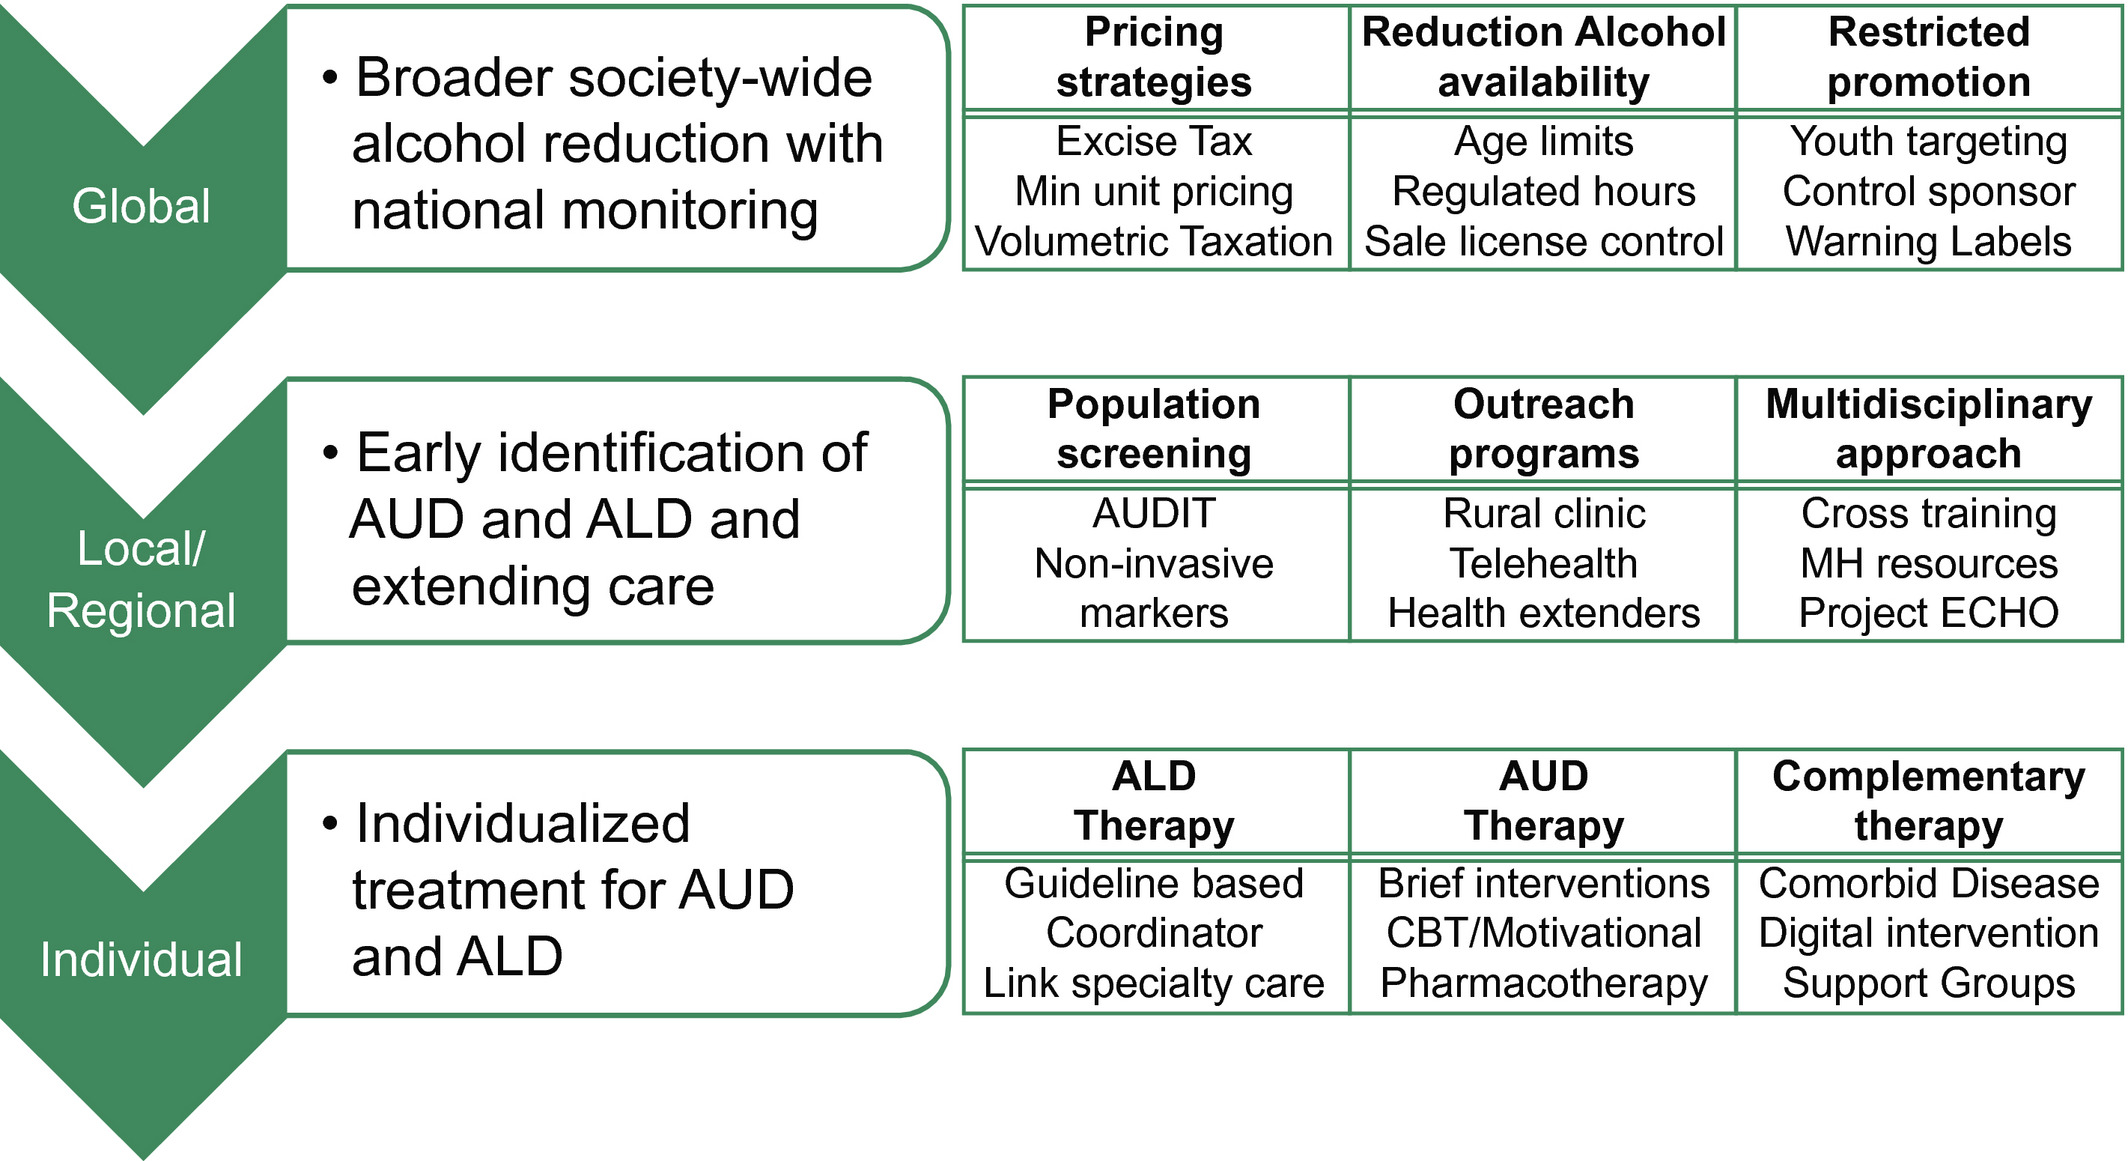 Global
• Broader society-wide
alcohol reduction with
national monitoring
Pricing
strategies
Excise Tax
Min unit pricing
Volumetric Taxation
Reduction Alcohol
availability
Age limits
Regulated hours
Sale license control
Restricted
promotion
Youth targeting
Control sponsor
Warning Labels
Local/
Regional
• Early identification of
AUD and ALD and
extending care
Population
screening
AUDIT
Non-invasive
markers
Outreach
programs
Rural clinic
Telehealth
Health extenders
Multidisciplinary
approach
Cross training
MH resources
Project ECHO
Individual
• Individualized
treatment for AUD
and ALD
ALD
Therapy
Guideline based
Coordinator
Link specialty care
AUD
Therapy
Brief interventions
CBT/Motivational
Pharmacotherapy
Complementary
therapy
Comorbid Disease
Digital intervention
Support Groups